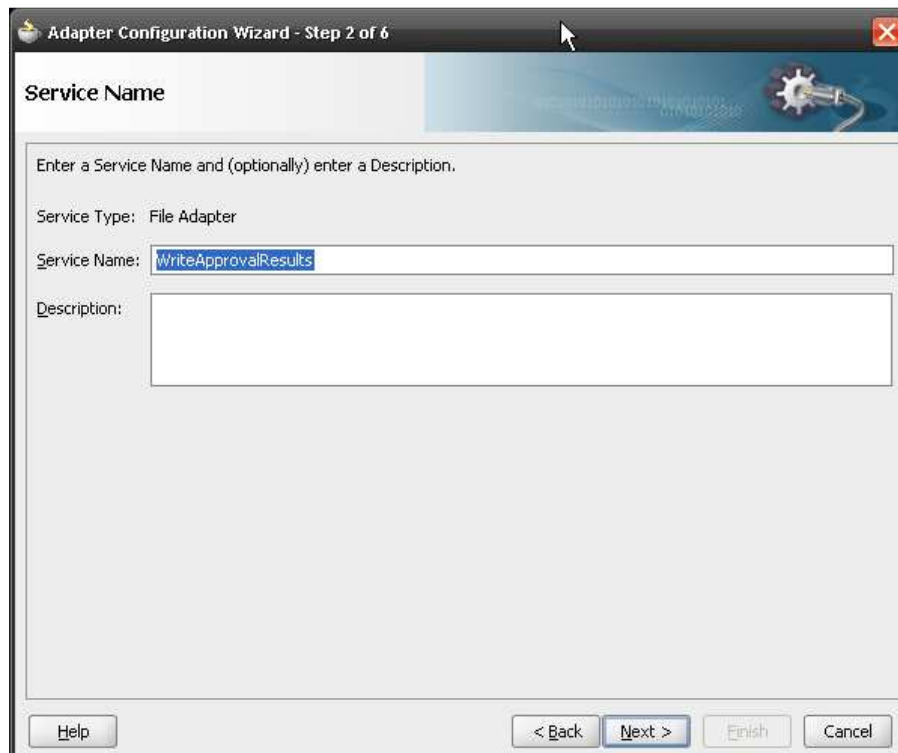 Adapter Configuration Wizard - Step 2 of 6
Service Name
Enter a Service Name and (optionally) enter a Description.
Service Type: File Adapter
Service Name: WriteApprovalResults
Description:
Help < Back Next > Finish Cancel